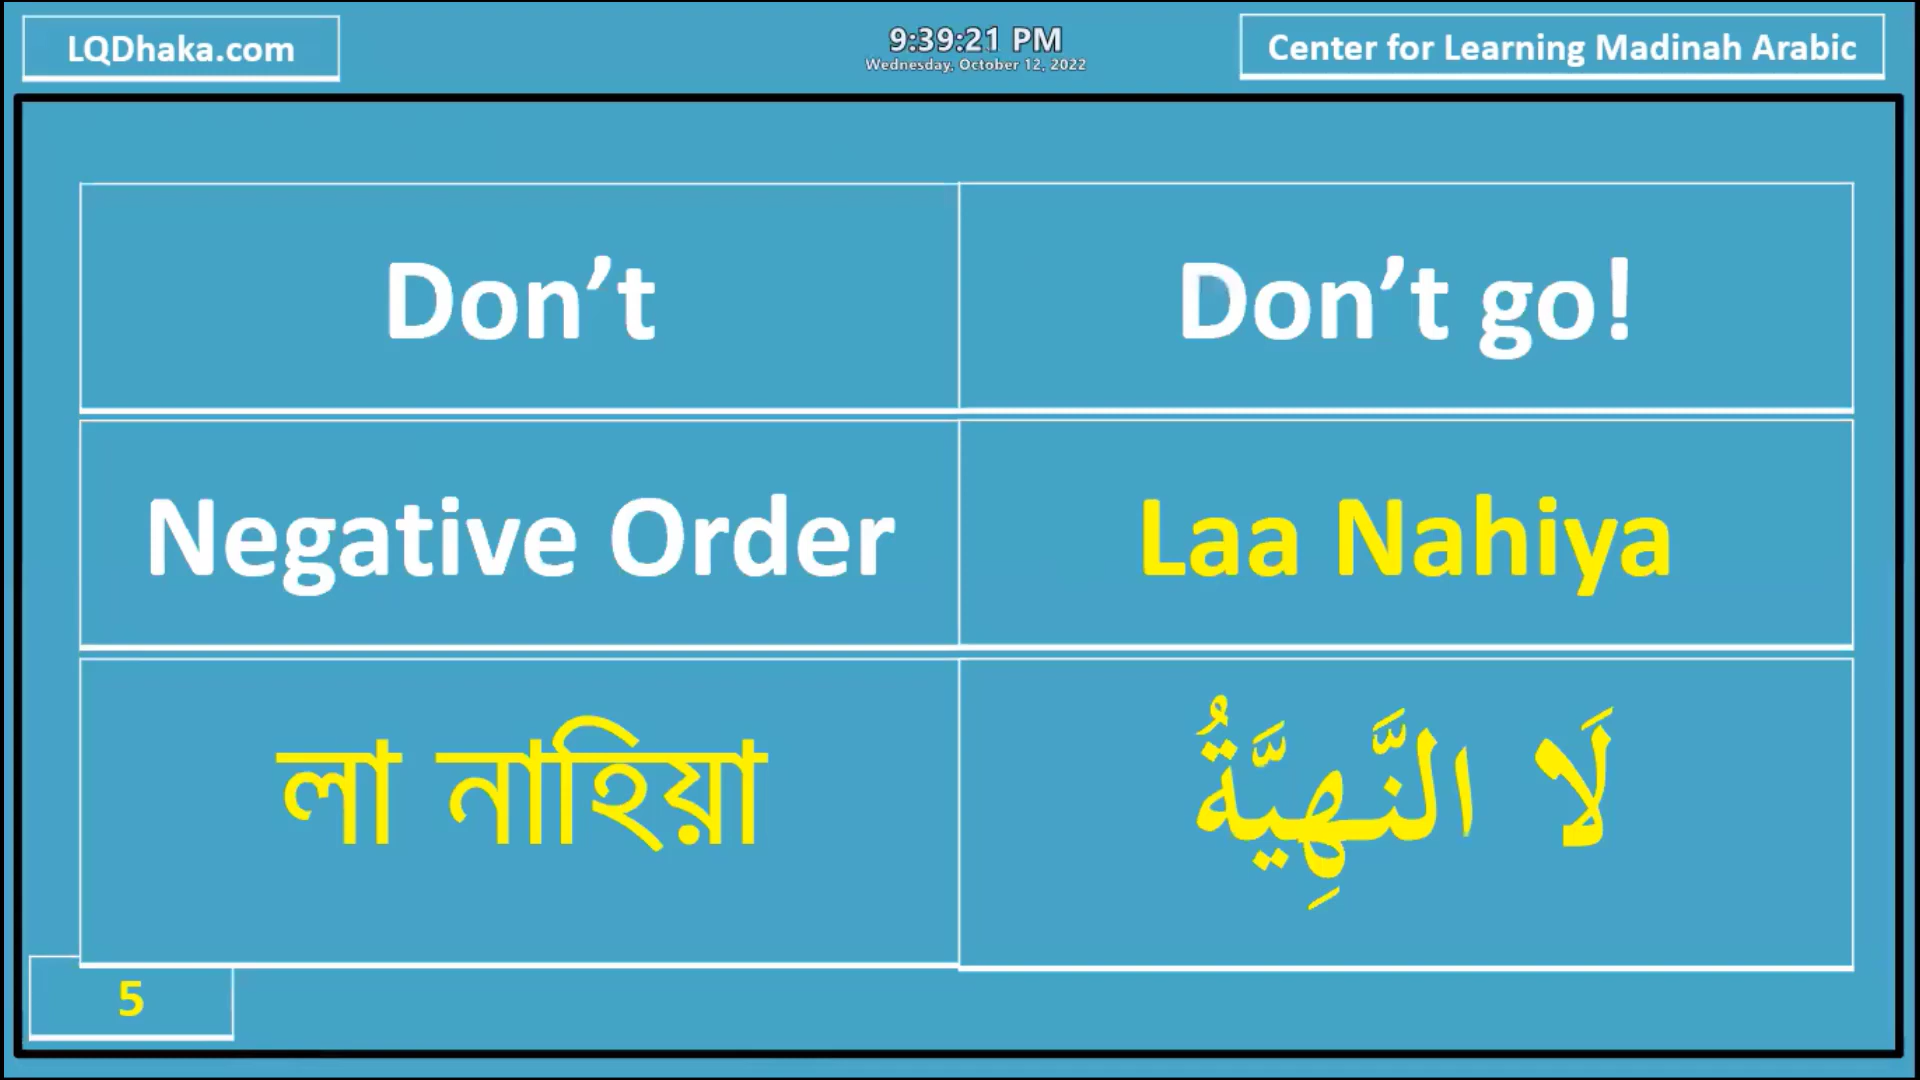 LQDhaka.com
9:39:21 PM
Wednesday, October 12, 2022
Center for Learning Madinah Arabic
Don’t
Don’t go!
Negative Order
Laa Nahiya
লা নাহিয়া
لَا النَّهِيَّةُ
5